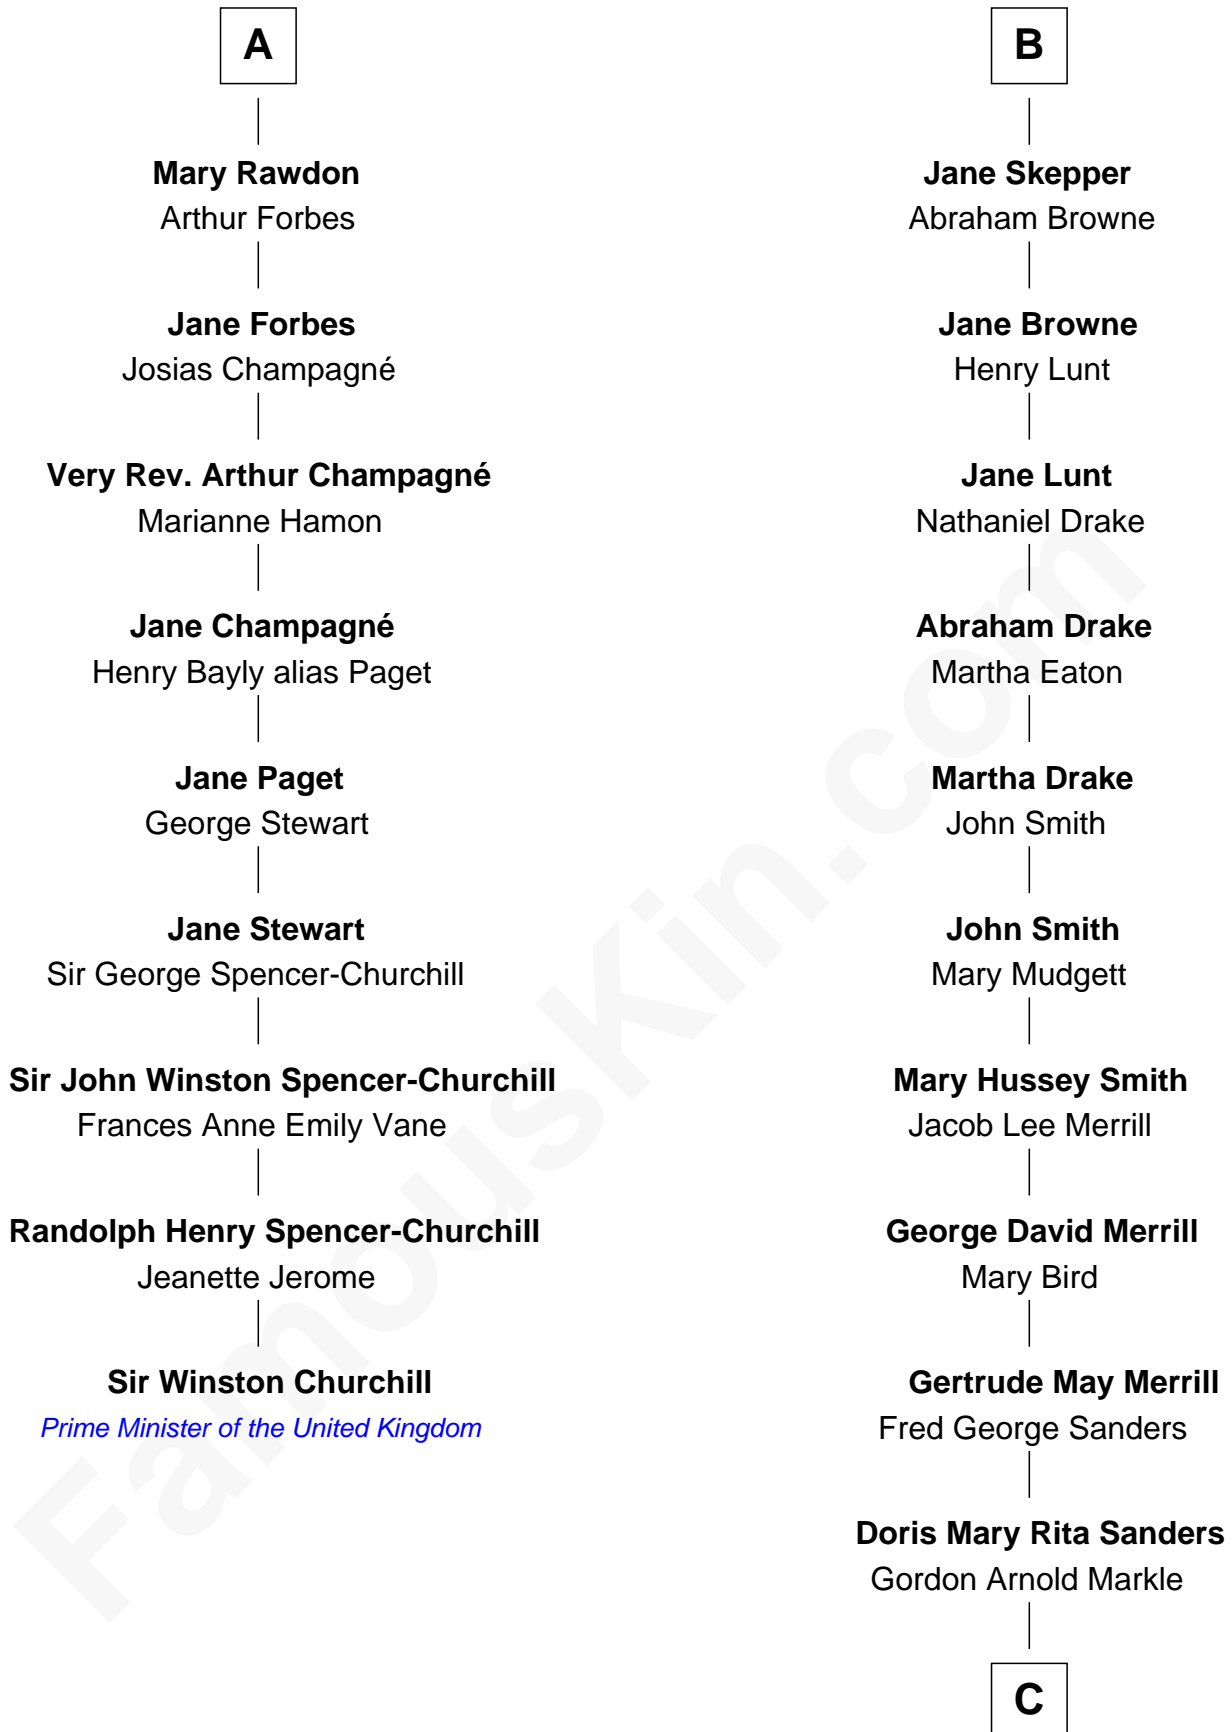 A
Mary Rawdon
Arthur Forbes
Jane Forbes
Josias Champagné
Very Rev. Arthur Champagné
Marianne Hamon
Jane Champagné
Henry Bayly alias Paget
Jane Paget
George Stewart
Jane Stewart
Sir George Spencer-Churchill
Sir John Winston Spencer-Churchill
Frances Anne Emily Vane
Randolph Henry Spencer-Churchill
Jeanette Jerome
Sir Winston Churchill
Prime Minister of the United Kingdom
B
Jane Skepper
Abraham Browne
Jane Browne
Henry Lunt
Jane Lunt
Nathaniel Drake
Abraham Drake
Martha Eaton
Martha Drake
John Smith
John Smith
Mary Mudgett
Mary Hussey Smith
Jacob Lee Merrill
George David Merrill
Mary Bird
Gertrude May Merrill
Fred George Sanders
Doris Mary Rita Sanders
Gordon Arnold Markle
C
FamousKin.com